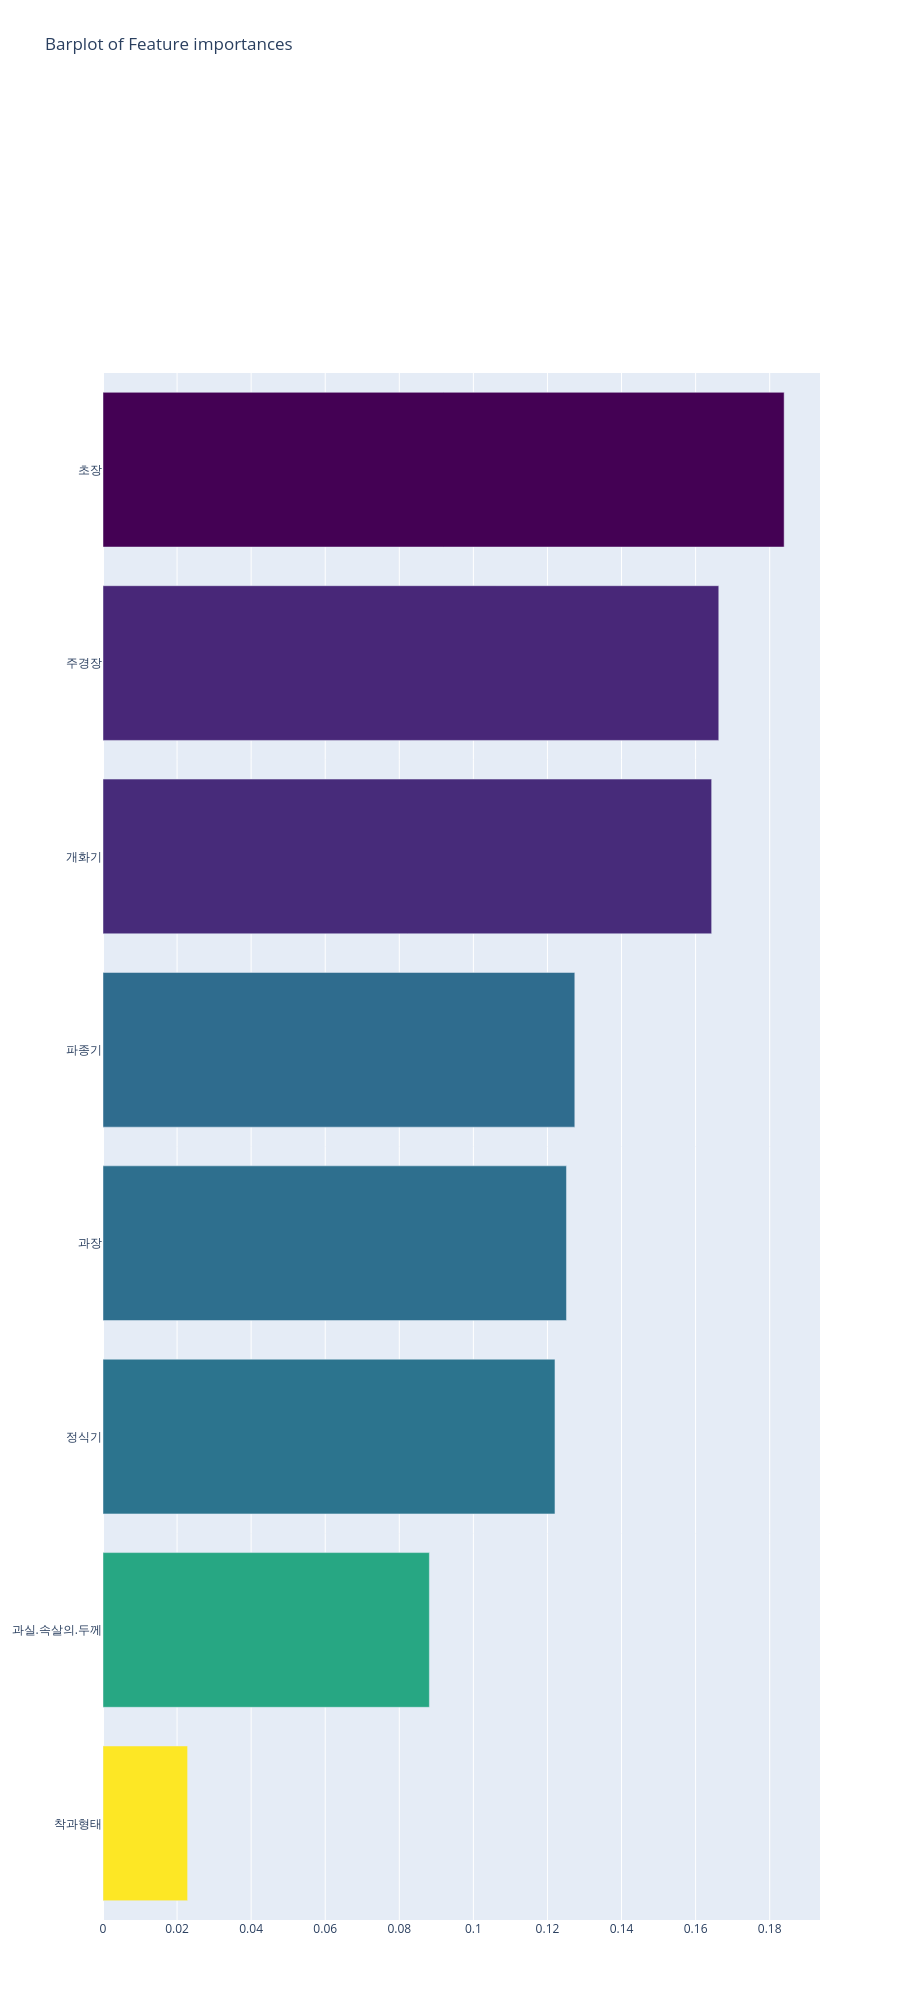 Barplot of Feature importances
초장
주경장
개화기
파종기
과장
정식기
과실.속살의.두께
착과형태
0 0.02 0.04 0.06 0.08 0.1 0.12 0.14 0.16 0.18